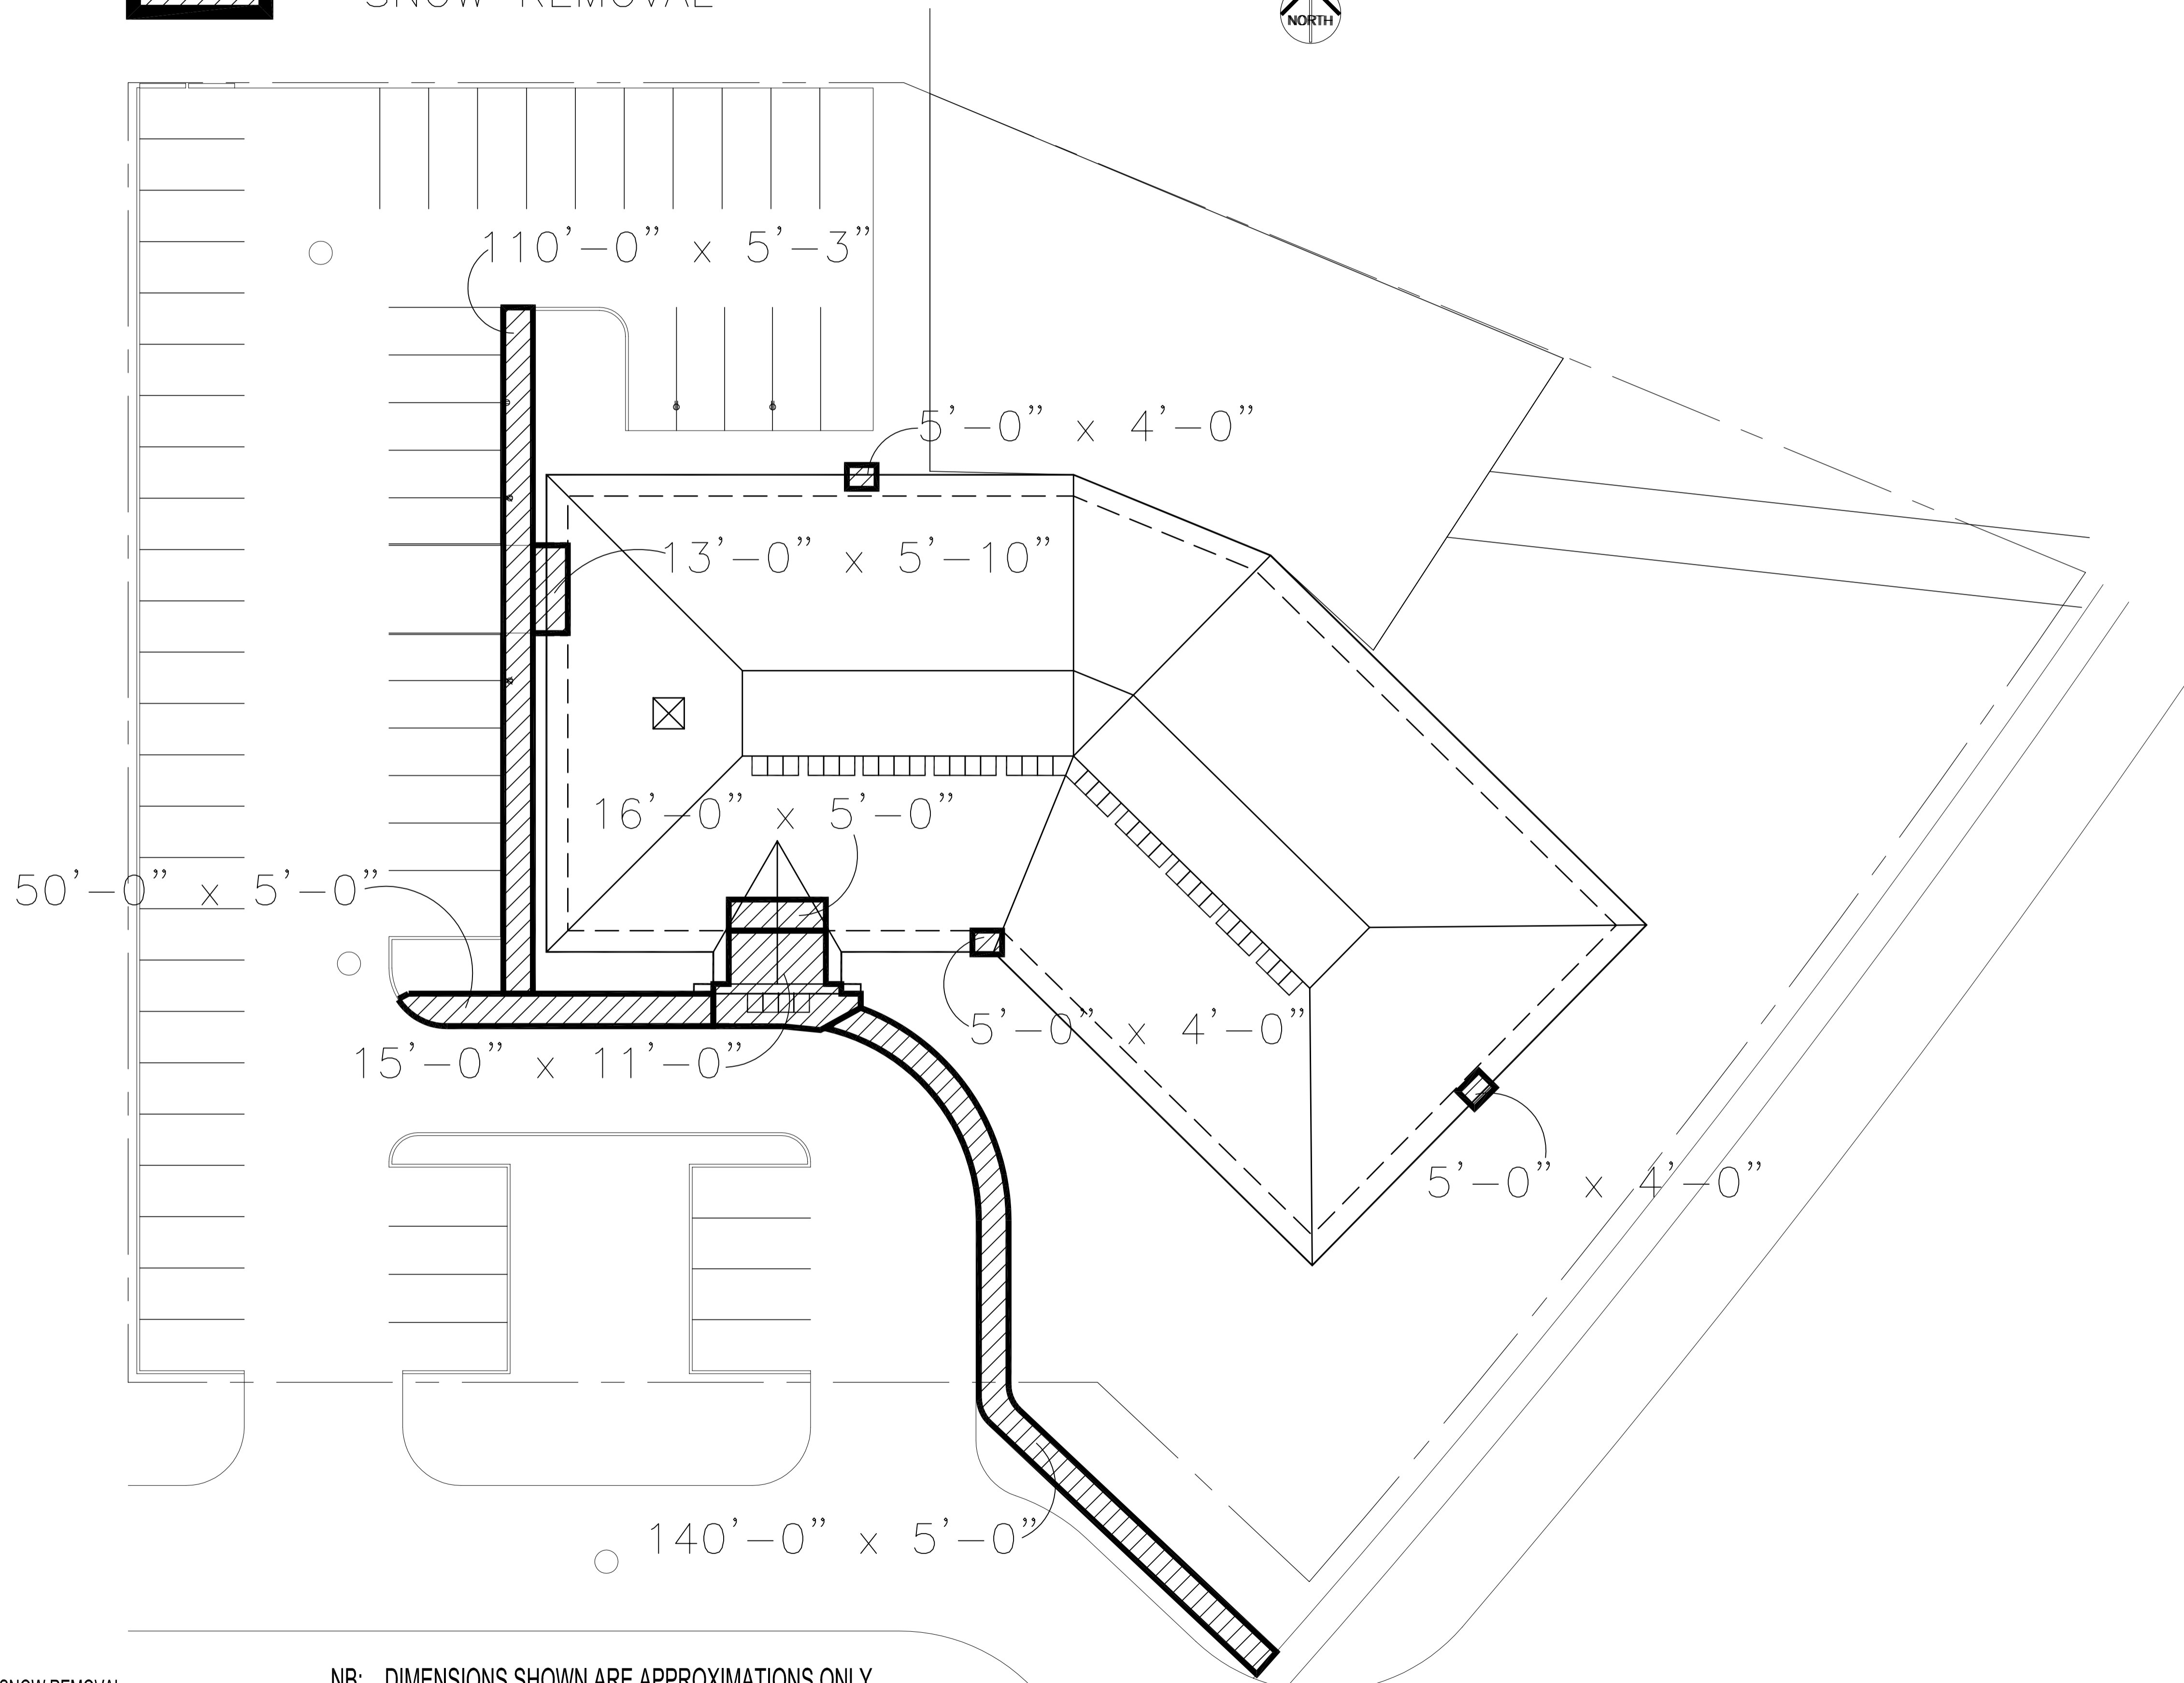 SNOW REMOVAL
NORTH
110'-0" x 5'-3"
5'-0" x 4'-0"
13'-0" x 5'-10"
16'-0" x 5'-0"
50'-0" x 5'-0"
5'-0" x 4'-0"
15'-0" x 11'-0"
5'-0" x 4'-0"
140'-0" x 5'-0"
NB: DIMENSIONS SHOWN ARE APPROXIMATIONS ONLY
SNOW REMOVAL